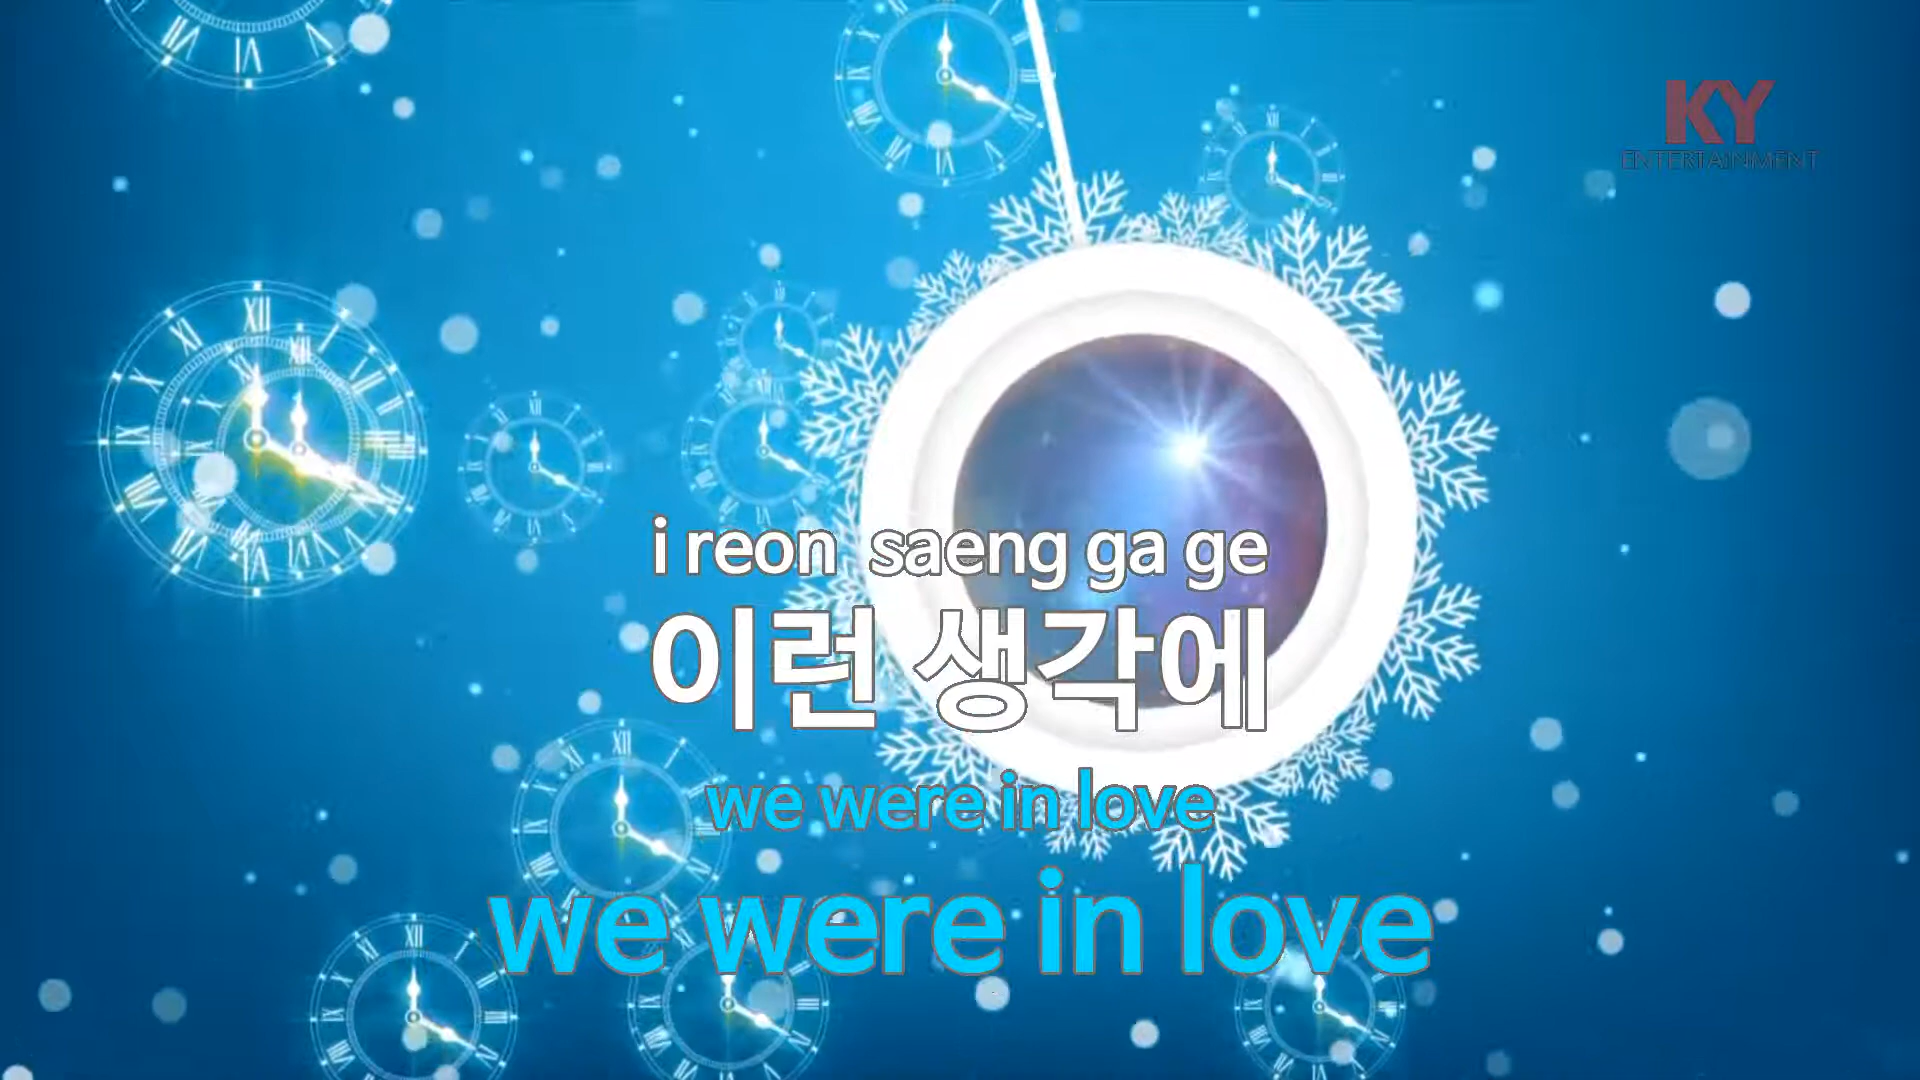 KY
ENTERTAINMENT
i reon saeng ga ge
이런 생각에
we were in love
we were in love